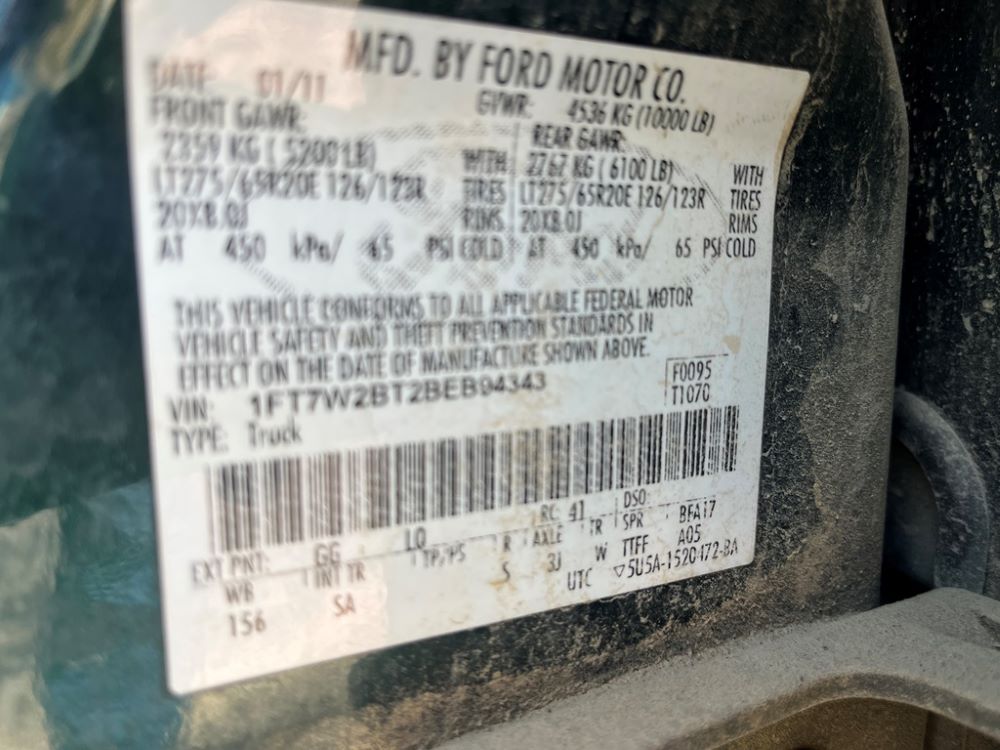 MFD. BY FORD MOTOR CO.
DATE: 01/11 GVWR: 4536 KG (10000 LB)
FRONT GAWR: REAR GAWR:
2359 KG ( 5200 LB) WITH 2767 KG ( 6100 LB) WITH
LT275/65R20E 126/123R TIRES LT275/65R20E 126/123R TIRES
20X8.0J RIMS 20X8.0J RIMS
AT 450 kPa/ 65 PSI COLD AT 450 kPa/ 65 PSI COLD
THIS VEHICLE CONFORMS TO ALL APPLICABLE FEDERAL MOTOR
VEHICLE SAFETY AND THEFT PREVENTION STANDARDS IN
EFFECT ON THE DATE OF MANUFACTURE SHOWN ABOVE.
VIN: 1FT7W2BT2BEB94343 F0095
TYPE: Truck T1070
EXT PNT: GG LQ RC: 41 DSO:
WB INT TR TP/PS R AXLE TR SPR BFA17
156 SA S 3J W TTFF A05
UTC ▽5U5A-1520472-BA